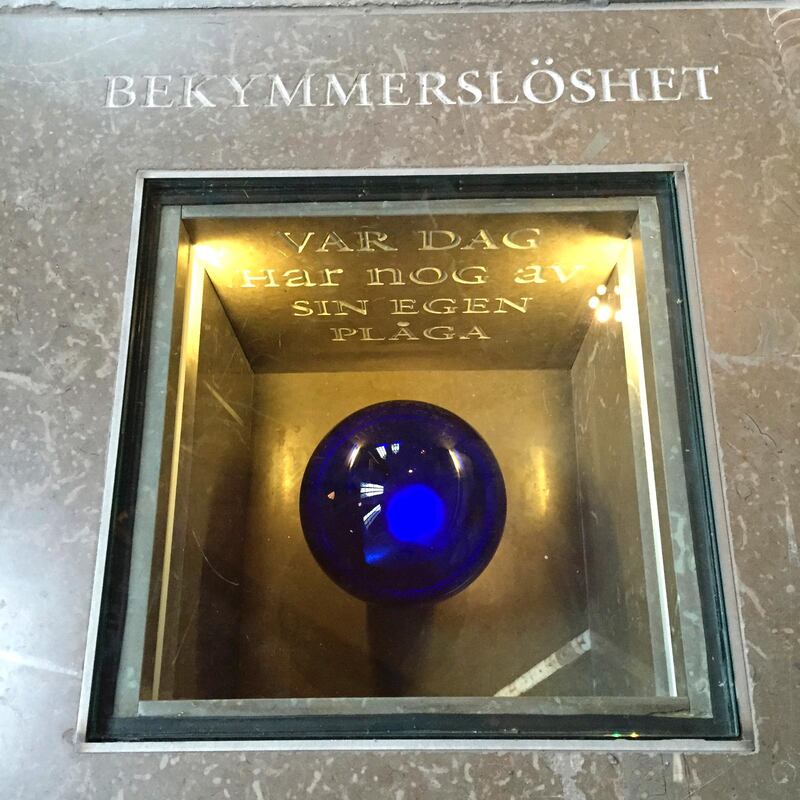 BEKYMMERSLÖSHET
VAR DAG
Har nog av
SIN EGEN
PLÅGA